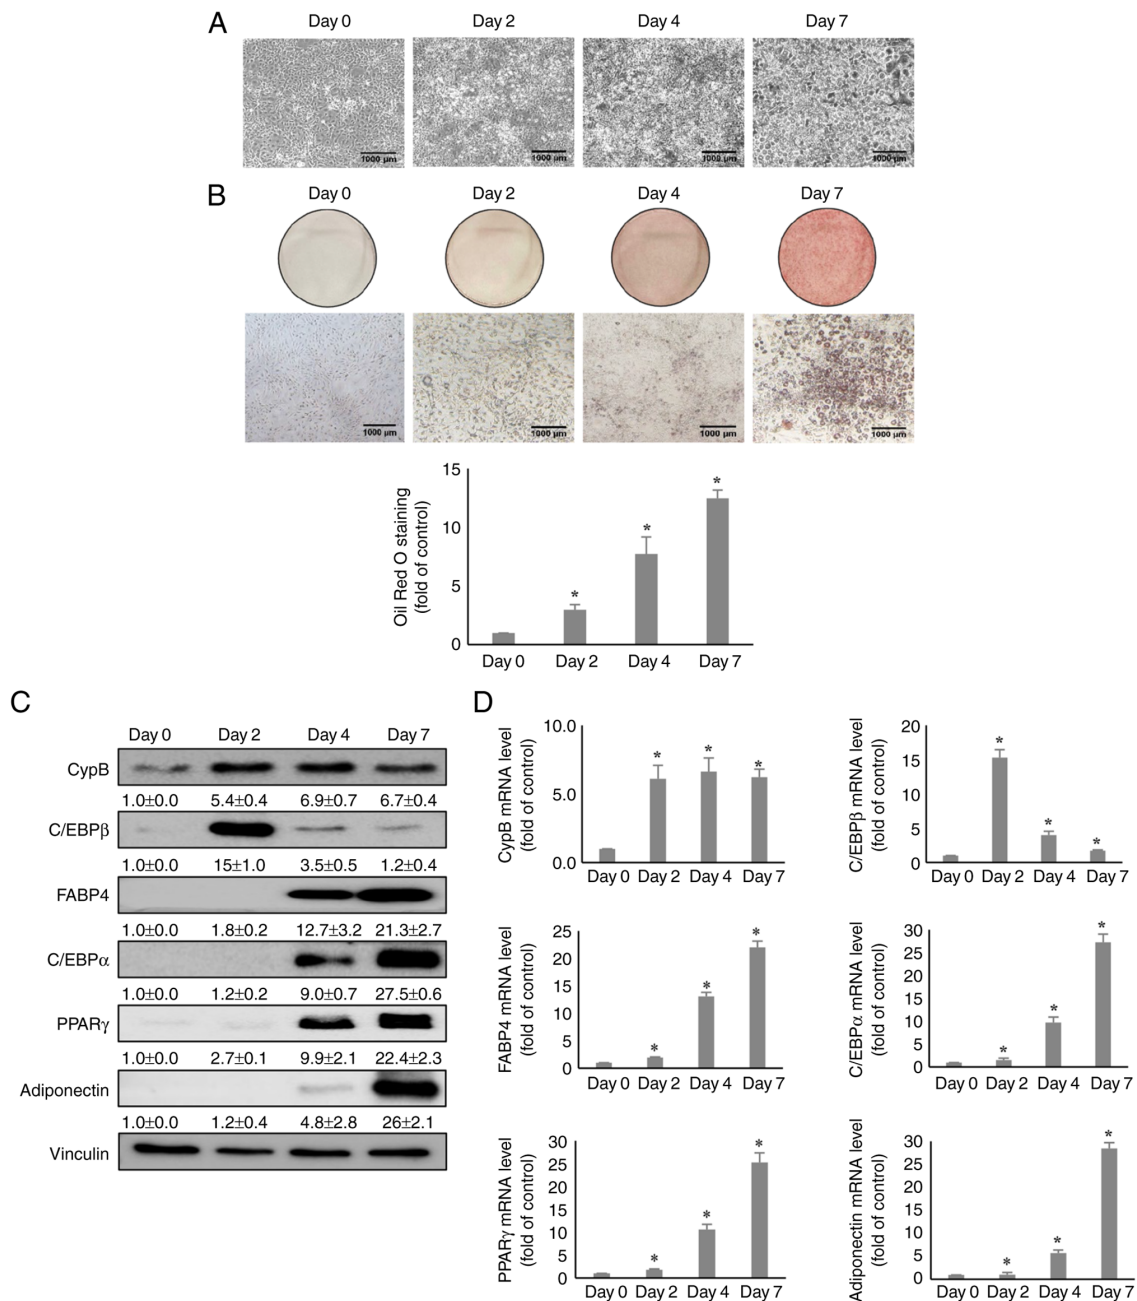 A
Day 0 Day 2 Day 4 Day 7
1000 µm 1000 µm 1000 µm 1000 µm
B
Day 0 Day 2 Day 4 Day 7
1000 µm 1000 µm 1000 µm 1000 µm
Oil Red O staining
(fold of control)
15
10
5
0
* * *
Day 0 Day 2 Day 4 Day 7
C
Day 0 Day 2 Day 4 Day 7
CypB
1.0±0.0 5.4±0.4 6.9±0.7 6.7±0.4
C/EBPβ
1.0±0.0 15±1.0 3.5±0.5 1.2±0.4
FABP4
1.0±0.0 1.8±0.2 12.7±3.2 21.3±2.7
C/EBPα
1.0±0.0 1.2±0.2 9.0±0.7 27.5±0.6
PPARγ
1.0±0.0 2.7±0.1 9.9±2.1 22.4±2.3
Adiponectin
1.0±0.0 1.2±0.4 4.8±2.8 26±2.1
Vinculin
D
CypB mRNA level
(fold of control)
10.0
5.0
0.0
* * *
Day 0 Day 2 Day 4 Day 7
C/EBPβ mRNA level
(fold of control)
20
15
10
5
0
* * *
Day 0 Day 2 Day 4 Day 7
FABP4 mRNA level
(fold of control)
25
20
15
10
5
0
* * *
Day 0 Day 2 Day 4 Day 7
C/EBPα mRNA level
(fold of control)
30
25
20
15
10
5
0
* * *
Day 0 Day 2 Day 4 Day 7
PPARγ mRNA level
(fold of control)
30
25
20
15
10
5
0
* * *
Day 0 Day 2 Day 4 Day 7
Adiponectin mRNA level
(fold of control)
30
25
20
15
10
5
0
* * *
Day 0 Day 2 Day 4 Day 7